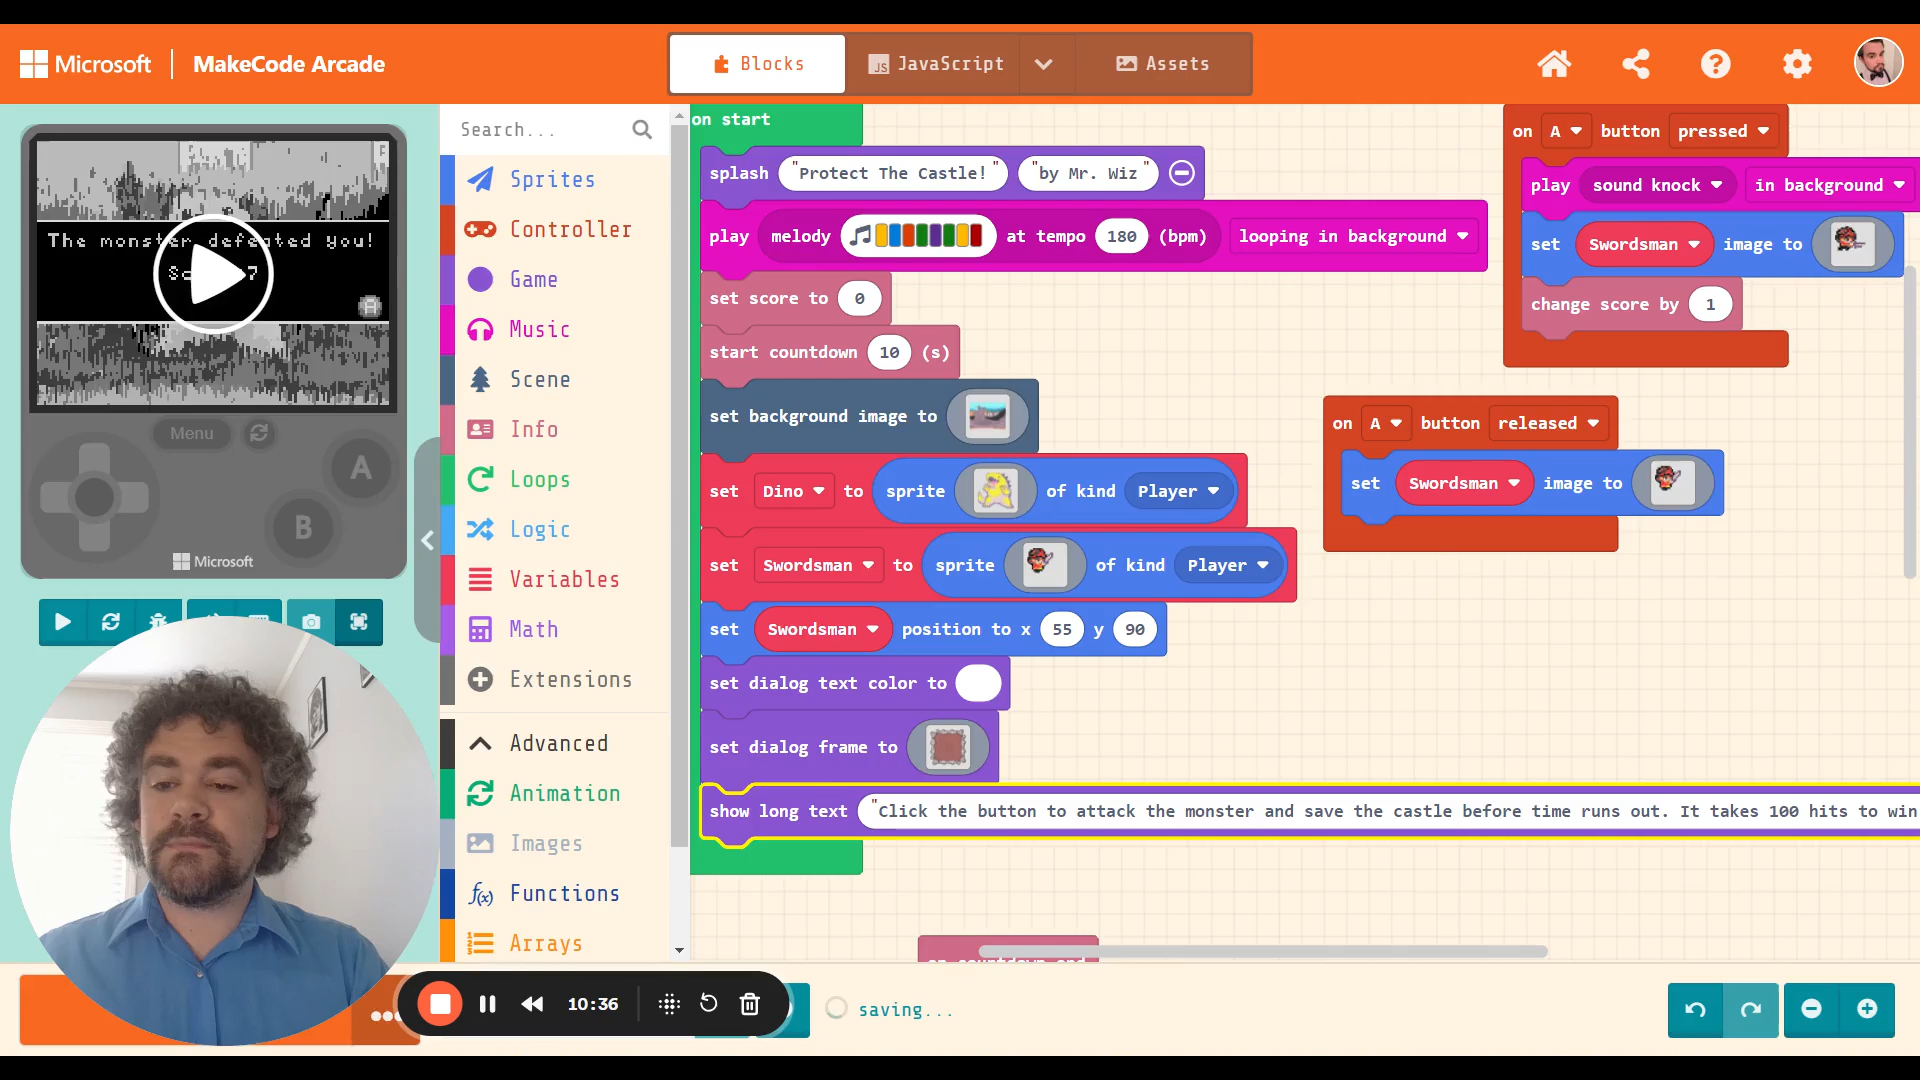 Microsoft
MakeCode Arcade
Blocks
JS
JavaScript
Assets
The monster defeated you!
Menu
A
B
Microsoft
Search...
Sprites
Controller
Game
Music
Scene
Info
Loops
Logic
Variables
Math
Extensions
Advanced
Animation
Images
f(x) Functions
Arrays
on start
splash "Protect The Castle!" "by Mr. Wiz"
play melody at tempo 180 (bpm) looping in background
set score to 0
start countdown 10 (s)
set background image to
set Dino to sprite of kind Player
set Swordsman to sprite of kind Player
set Swordsman position to x 55 y 90
set dialog text color to
set dialog frame to
show long text "Click the button to attack the monster and save the castle before time runs out. It takes 100 hits to win
on A button pressed
play sound knock in background
set Swordsman image to
change score by 1
on A button released
set Swordsman image to
10:36
saving...